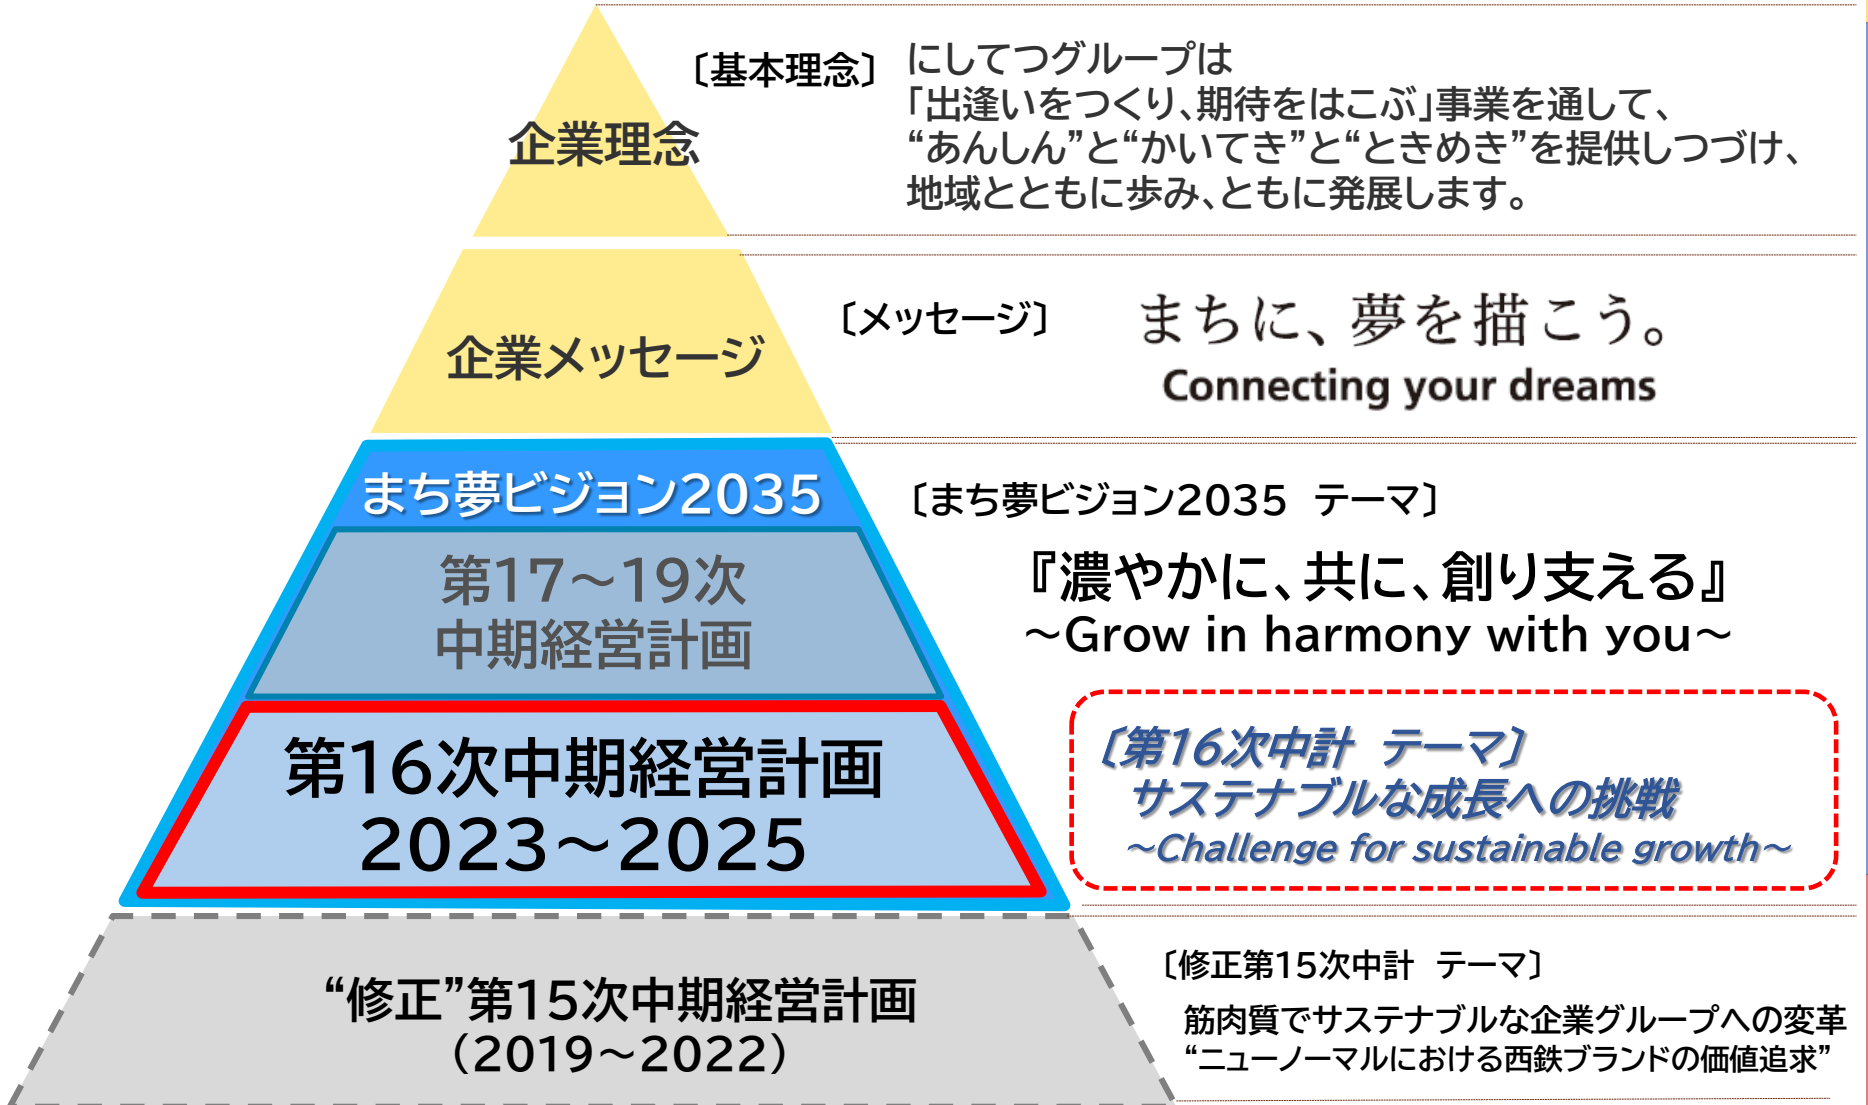 企業理念
〔基本理念〕
にしてつグループは
「出逢いをつくり、期待をはこぶ」事業を通して、
“あんしん”と“かいてき”と“ときめき”を提供しつづけ、
地域とともに歩み、ともに発展します。
企業メッセージ
〔メッセージ〕
まちに、夢を描こう。
Connecting your dreams
まち夢ビジョン2035
〔まち夢ビジョン2035 テーマ〕
『濃やかに、共に、創り支える』
～Grow in harmony with you～
第17～19次
中期経営計画
第16次中期経営計画
2023～2025
〔第16次中計 テーマ〕
サステナブルな成長への挑戦
～Challenge for sustainable growth～
“修正”第15次中期経営計画
（2019～2022）
〔修正第15次中計 テーマ〕
筋肉質でサステナブルな企業グループへの変革
“ニューノーマルにおける西鉄ブランドの価値追求”